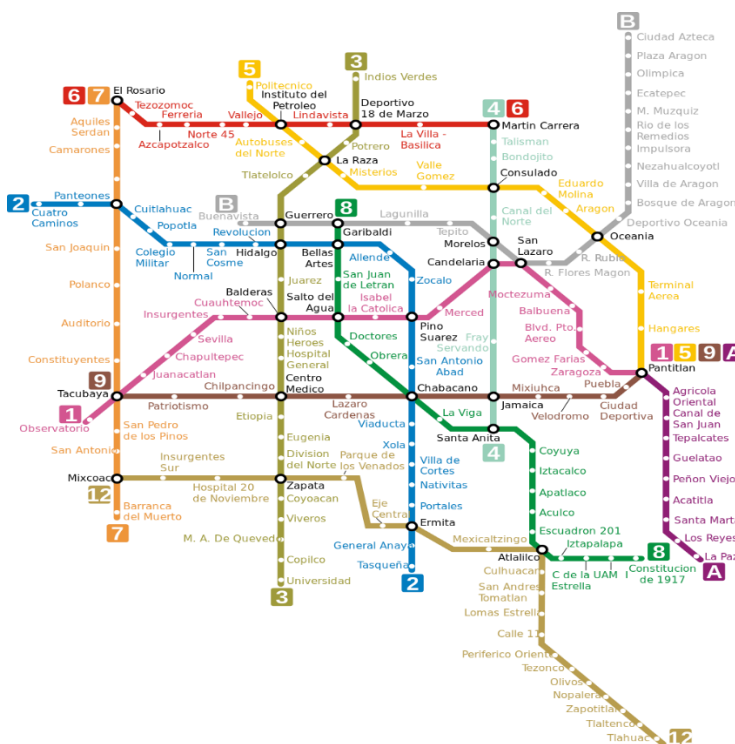 B
Ciudad Azteca
Plaza Aragon
Olimpica
Ecatepec
M. Muzquiz
Rio de los
Remedios
Impulsora
Nezahualcoyotl
Villa de Aragon
Bosque de Aragon
Deportivo Oceania
Oceania
R. Rubio
R. Flores Magon
3
Indios Verdes
5
Politecnico
Instituto del
Petroleo
Deportivo
18 de Marzo
6 7
El Rosario
Tezozomoc
Ferreria
Vallejo
Lindavista
4 6
Martin Carrera
Azcapotzalco
Norte 45
Autobuses
del Norte
Potrero
La Villa -
Basilica
Talisman
Bondojito
Aquiles
Serdan
Camarones
La Raza
Misterios
Valle
Gomez
Consulado
Eduardo
Molina
Aragon
Tlatelolco
2
Cuatro
Caminos
Panteones
Cuitlahuac
Popotla
Colegio
Militar
Normal
San
Cosme
Revolucion
Hidalgo
B
Buenavista
Guerrero
8
Garibaldi
Lagunilla
Tepito
Canal del
Norte
Morelos
San
Lazaro
Candelaria
Bellas
Artes
Allende
Zocalo
San Joaquin
Polanco
Auditorio
Constituyentes
Juarez
San Juan
de Letran
Balderas
Salto del
Agua
Isabel
la Catolica
Pino
Suarez
Merced
Moctezuma
Balbuena
Blvd. Pto.
Aereo
Gomez Farias
Zaragoza
Terminal
Aerea
Hangares
1 5 9 A
Pantitlan
Cuauhtemoc
Insurgentes
Sevilla
Chapultepec
Juanacatlan
9
Tacubaya
1
Observatorio
Niños
Heroes
Hospital
General
Centro
Medico
Doctores
Obrera
San Antonio
Abad
Fray
Servando
Chabacano
Jamaica
Mixiuhca
Velodromo
Ciudad
Deportiva
Puebla
Patriotismo
Chilpancingo
Lazaro
Cardenas
La Viga
Santa Anita
4
Agricola
Oriental
Canal de
San Juan
Tepalcates
Guelatao
Peñon Viejo
Acatitla
Santa Marta
Los Reyes
La Paz
A
San Pedro
de los Pinos
San Antonio
Mixcoac
12
Barranca
del Muerto
7
Insurgentes
Sur
Hospital 20
de Noviembre
Etiopia
Eugenia
Division
del Norte
Zapata
Parque de
los Venados
Coyoacan
Viveros
M. A. De Quevedo
Copilco
Universidad
3
Viaducta
Xola
Villa de
Cortes
Nativitas
Portales
Eje
Central
Ermita
General Anaya
Tasqueña
2
Coyuya
Iztacalco
Apatlaco
Aculco
Escuadron 201
Mexicaltzingo
Atlalilco
Iztapalapa
C de la
Estrella
UAM I
8
Constitucion
de 1917
Culhuacan
San Andres
Tomatlan
Lomas Estrella
Calle 11
Periferico Orient
Tezonco
Olivos
Nopalera
Zapotitlan
Tlaltenco
Tlahuac
12